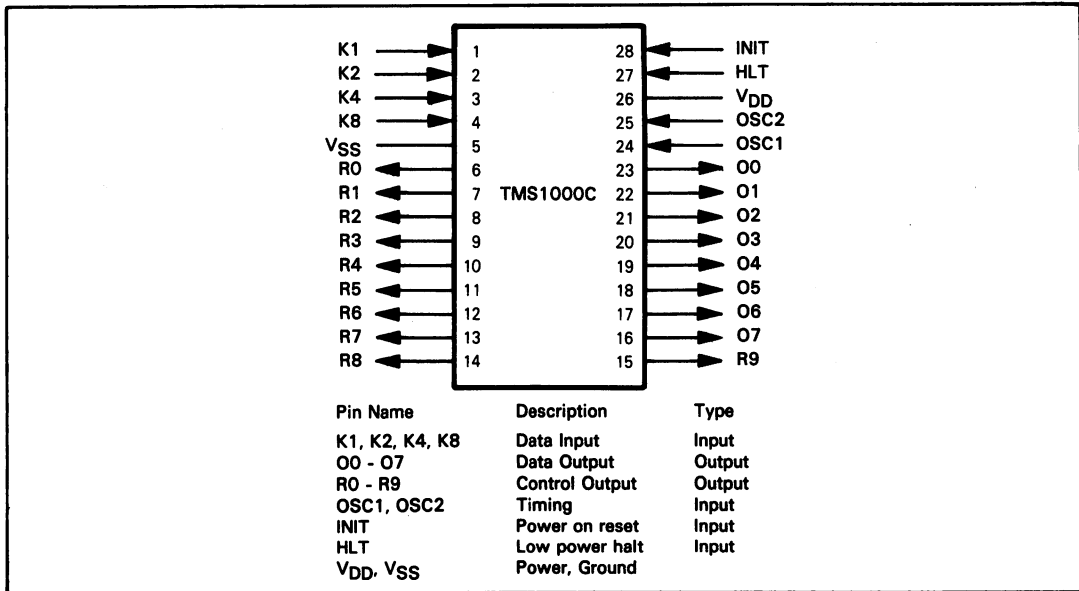 K1 1 28 INIT
K2 2 27 HLT
K4 3 26 VDD
K8 4 25 OSC2
VSS 5 24 OSC1
R0 6 23 O0
R1 7 TMS1000C 22 O1
R2 8 21 O2
R3 9 20 O3
R4 10 19 O4
R5 11 18 O5
R6 12 17 O6
R7 13 16 O7
R8 14 15 R9
Pin Name Description Type
K1, K2, K4, K8 Data Input Input
O0 - O7 Data Output Output
R0 - R9 Control Output Output
OSC1, OSC2 Timing Input
INIT Power on reset Input
HLT Low power halt Input
VDD, VSS Power, Ground